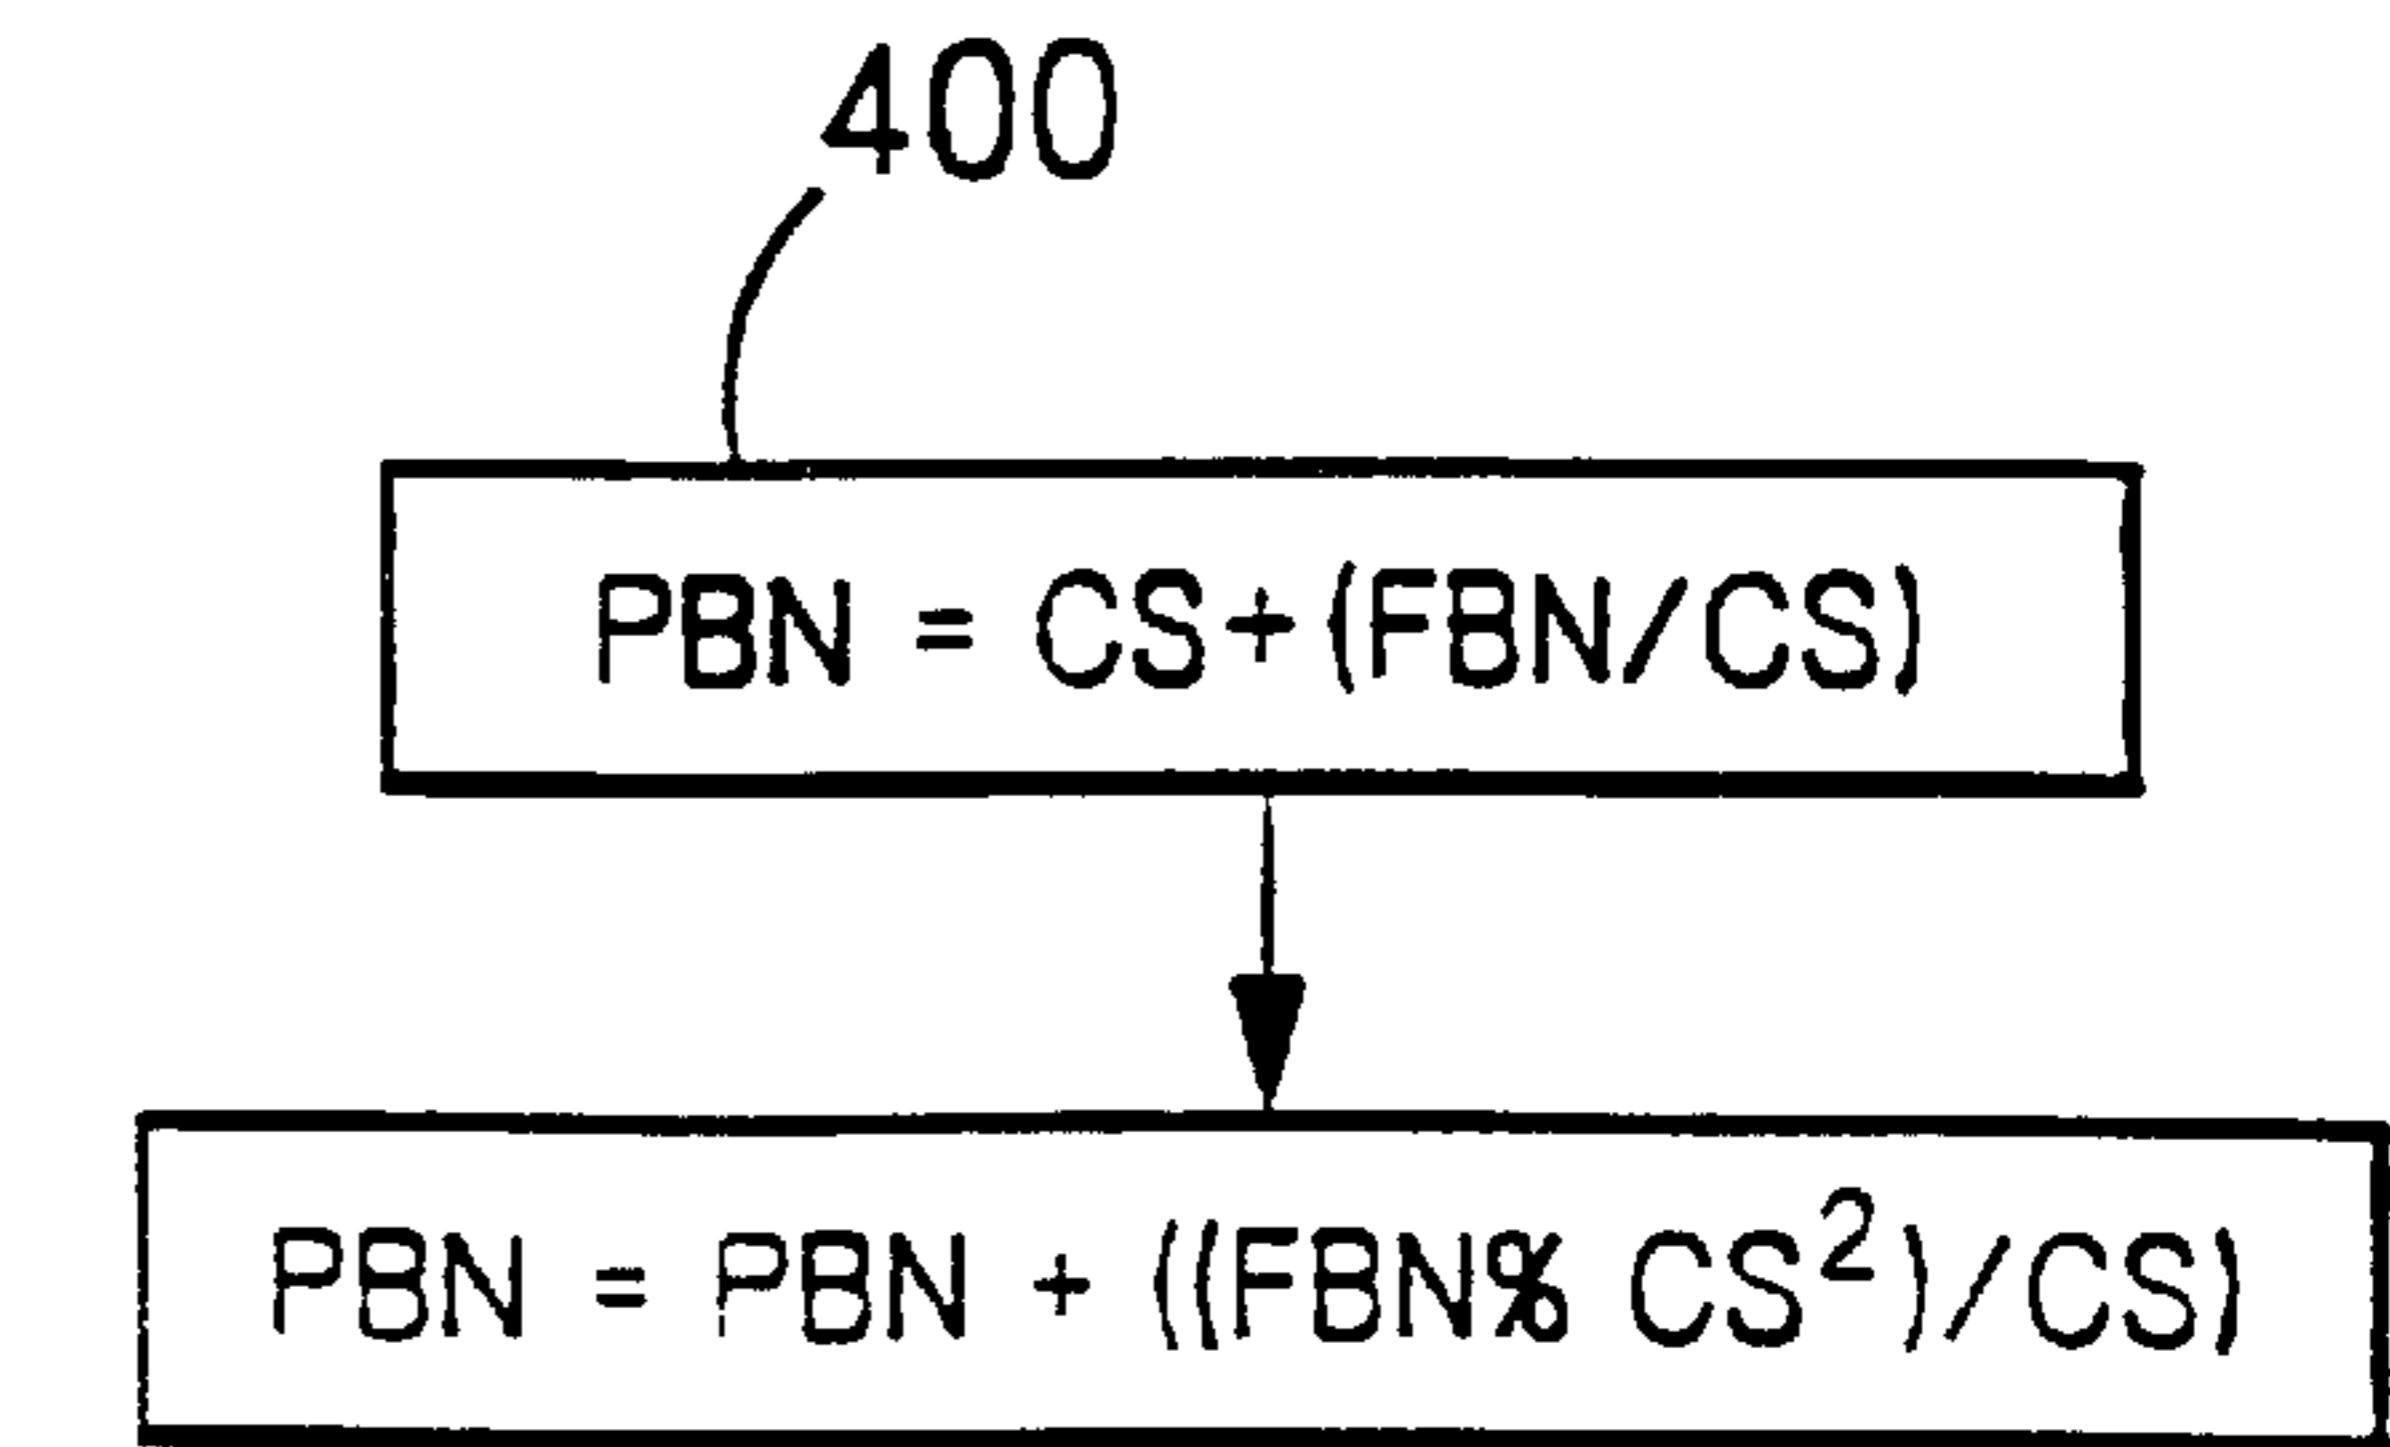 400
PBN = CS+(FBN/CS)
PBN = PBN + ((FBN% CS²)/CS)